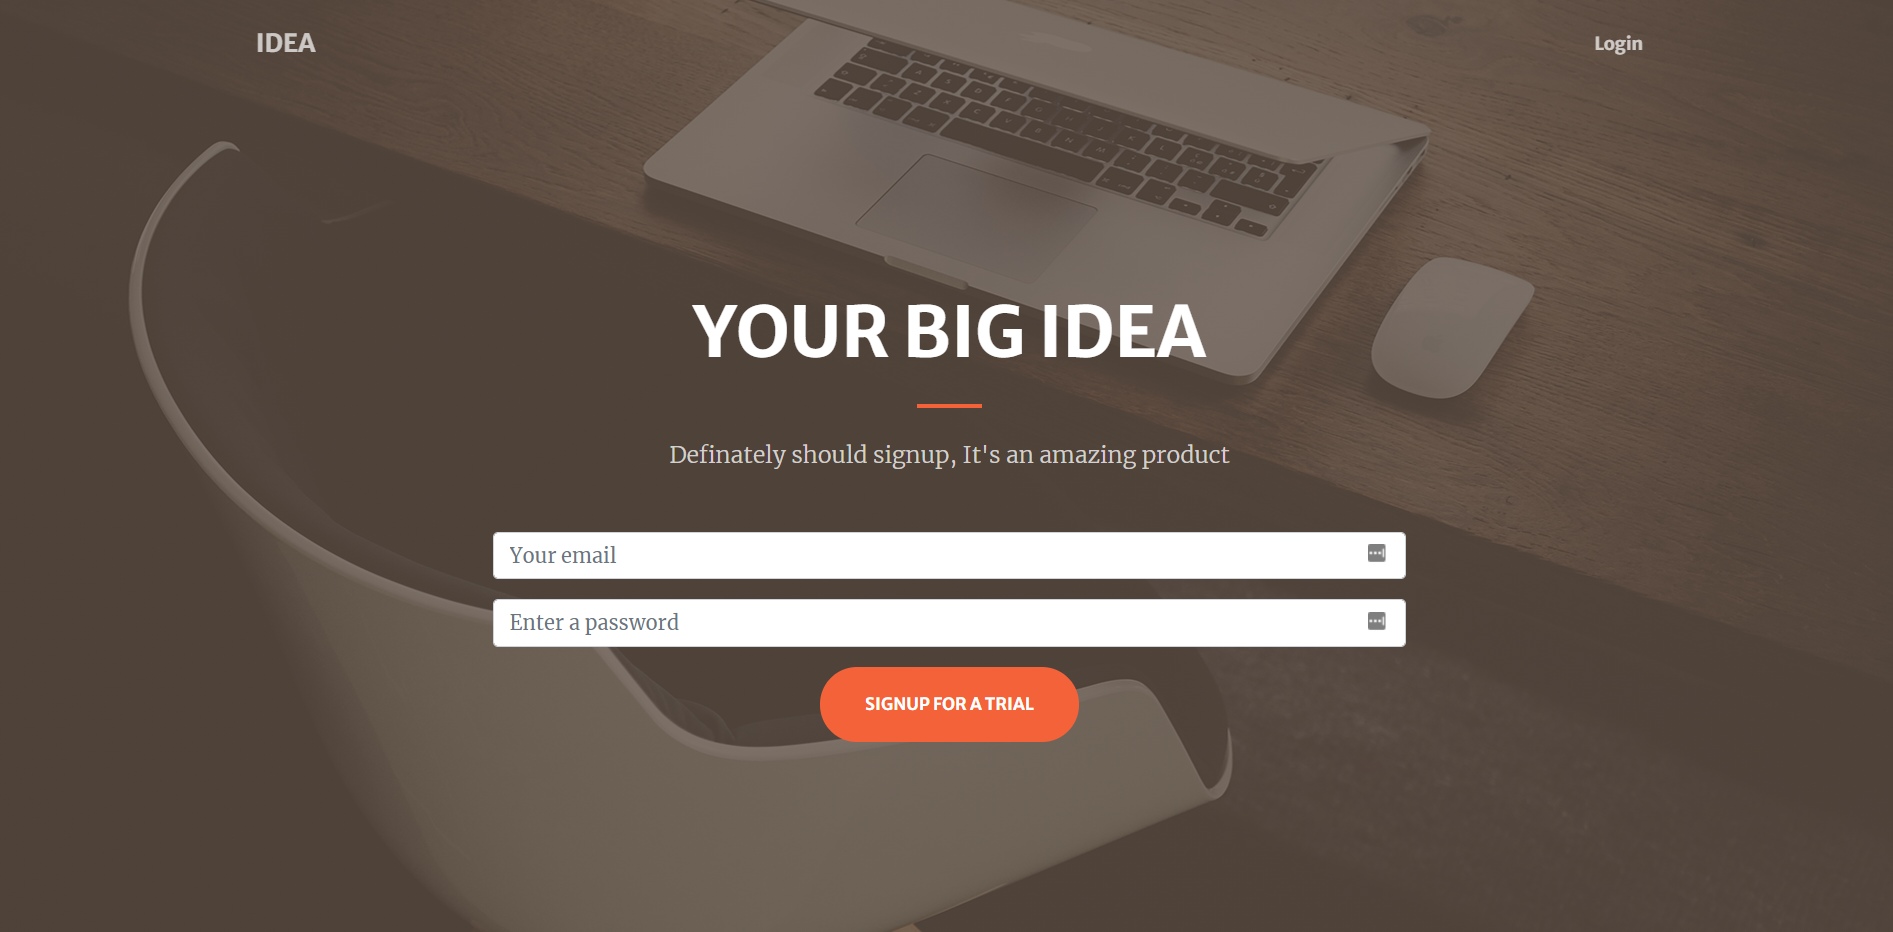 IDEA
Login
YOUR BIG IDEA
Definately should signup, It's an amazing product
Your email
Enter a password
SIGNUP FOR A TRIAL